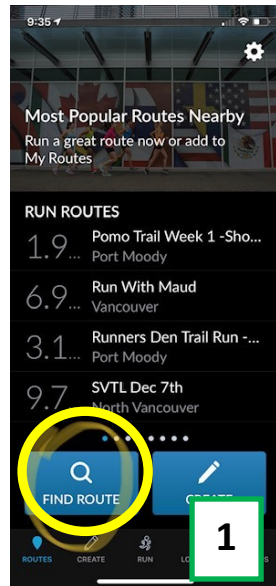 9:35
Most Popular Routes Nearby
Run a great route now or add to
My Routes
RUN ROUTES
1.9... Pomo Trail Week 1 -Sho...
Port Moody
6.9... Run With Maud
Vancouver
3.1... Runners Den Trail Run -...
Port Moody
9.7... SVTL Dec 7th
North Vancouver
FIND ROUTE CREATE
ROUTES CREATE RUN LO
1